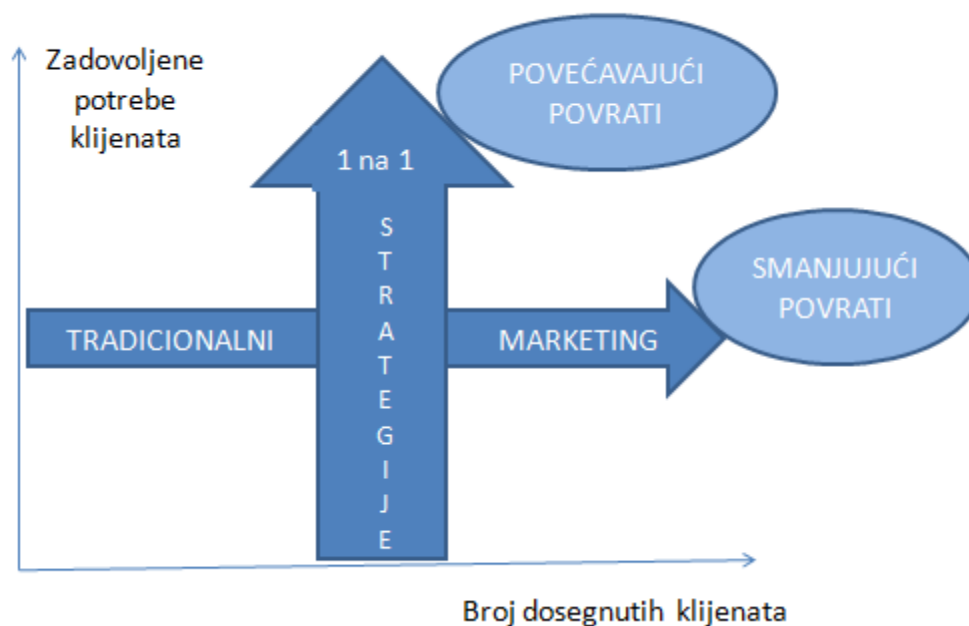 Zadovoljene
potrebe
klijenata
POVEĆAVAJUĆI
POVRATI
1 na 1
S
T
R
A
T
E
G
I
J
E
SMANJUJUĆI
POVRATI
TRADICIONALNI
MARKETING
Broj dosegnutih klijenata